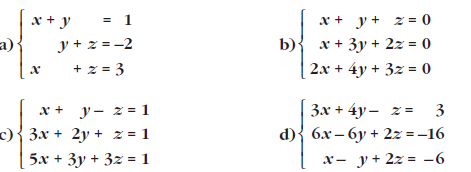 a) x + y = 1
y + z = –2
x + z = 3
b) x + y + z = 0
x + 3y + 2z = 0
2x + 4y + 3z = 0
c) x + y – z = 1
3x + 2y + z = 1
5x + 3y + 3z = 1
d) 3x + 4y – z = 3
6x – 6y + 2z = –16
x – y + 2z = –6